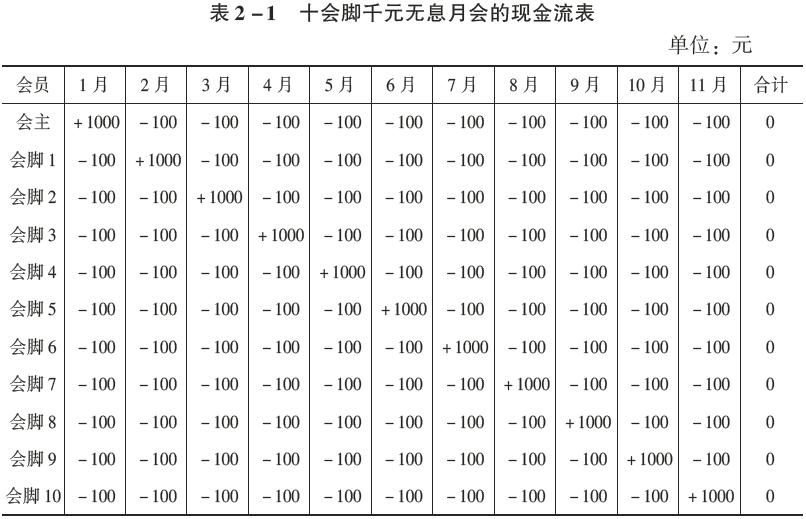 表 2-1 十会脚千元无息月会的现金流表
单位：元
会员 1 月 2 月 3 月 4 月 5 月 6 月 7 月 8 月 9 月 10 月 11 月 合计
会主 +1000 -100 -100 -100 -100 -100 -100 -100 -100 -100 -100 0
会脚 1 -100 +1000 -100 -100 -100 -100 -100 -100 -100 -100 -100 0
会脚 2 -100 -100 +1000 -100 -100 -100 -100 -100 -100 -100 -100 0
会脚 3 -100 -100 -100 +1000 -100 -100 -100 -100 -100 -100 -100 0
会脚 4 -100 -100 -100 -100 +1000 -100 -100 -100 -100 -100 -100 0
会脚 5 -100 -100 -100 -100 -100 +1000 -100 -100 -100 -100 -100 0
会脚 6 -100 -100 -100 -100 -100 -100 +1000 -100 -100 -100 -100 0
会脚 7 -100 -100 -100 -100 -100 -100 -100 +1000 -100 -100 -100 0
会脚 8 -100 -100 -100 -100 -100 -100 -100 -100 +1000 -100 -100 0
会脚 9 -100 -100 -100 -100 -100 -100 -100 -100 -100 +1000 -100 0
会脚 10 -100 -100 -100 -100 -100 -100 -100 -100 -100 -100 +1000 0